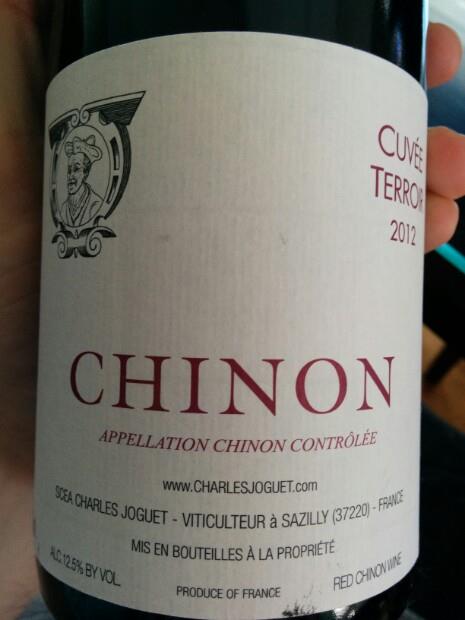 CUVÉE
TERROIR
2012
CHINON
APPELLATION CHINON CONTRÔLÉE
www.CHARLESJOGUET.com
SCEA CHARLES JOGUET - VITICULTEUR à SAZILLY (37220) - FRANCE
MIS EN BOUTEILLES À LA PROPRIÉTÉ
ALC. 12.5% BY VOL.
PRODUCE OF FRANCE
RED CHINON WINE